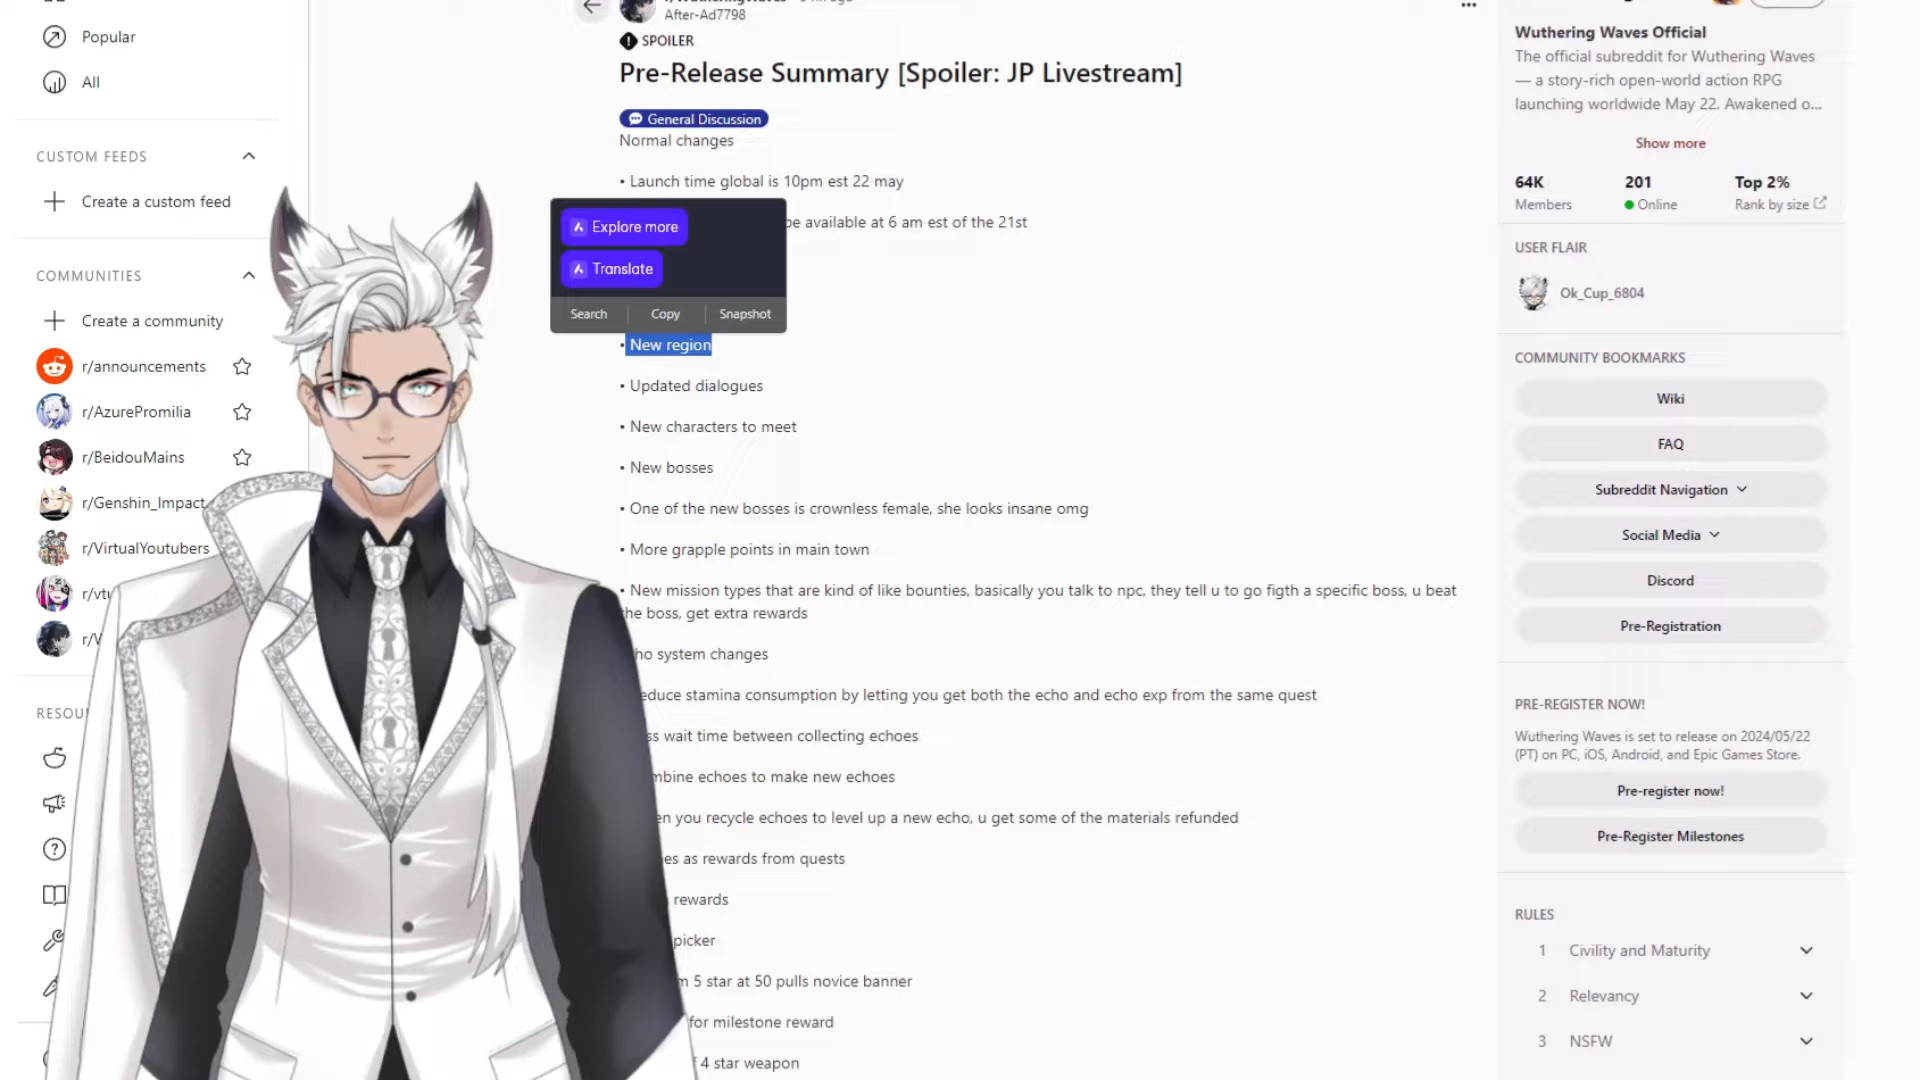 Popular
All
CUSTOM FEEDS
Create a custom feed
COMMUNITIES
Create a community
r/announcements
r/AzurePromilia
r/BeidouMains
r/Genshin_Impact
r/VirtualYoutubers
After-Ad7798
SPOILER
Pre-Release Summary [Spoiler: JP Livestream]
General Discussion
Normal changes
• Launch time global is 10pm est 22 may
be available at 6 am est of the 21st
Explore more
Translate
Search
Copy
Snapshot
• New region
• Updated dialogues
• New characters to meet
• New bosses
• One of the new bosses is crownless female, she looks insane omg
• More grapple points in main town
• New mission types that are kind of like bounties, basically you talk to npc, they tell u to go figth a specific boss, u beat
the boss, get extra rewards
system changes
stamina consumption by letting you get both the echo and echo exp from the same quest
wait time between collecting echoes
echoes to make new echoes
you recycle echoes to level up a new echo, u get some of the materials refunded
as rewards from quests
rewards
picker
5 star at 50 pulls novice banner
for milestone reward
4 star weapon
Wuthering Waves Official
The official subreddit for Wuthering Waves
— a story-rich open-world action RPG
launching worldwide May 22. Awakened o...
Show more
64K
Members
201
Online
Top 2%
Rank by size
USER FLAIR
Ok_Cup_6804
COMMUNITY BOOKMARKS
Wiki
FAQ
Subreddit Navigation
Social Media
Discord
Pre-Registration
PRE-REGISTER NOW!
Wuthering Waves is set to release on 2024/05/22
(PT) on PC, iOS, Android, and Epic Games Store.
Pre-register now!
Pre-Register Milestones
RULES
1 Civility and Maturity
2 Relevancy
3 NSFW